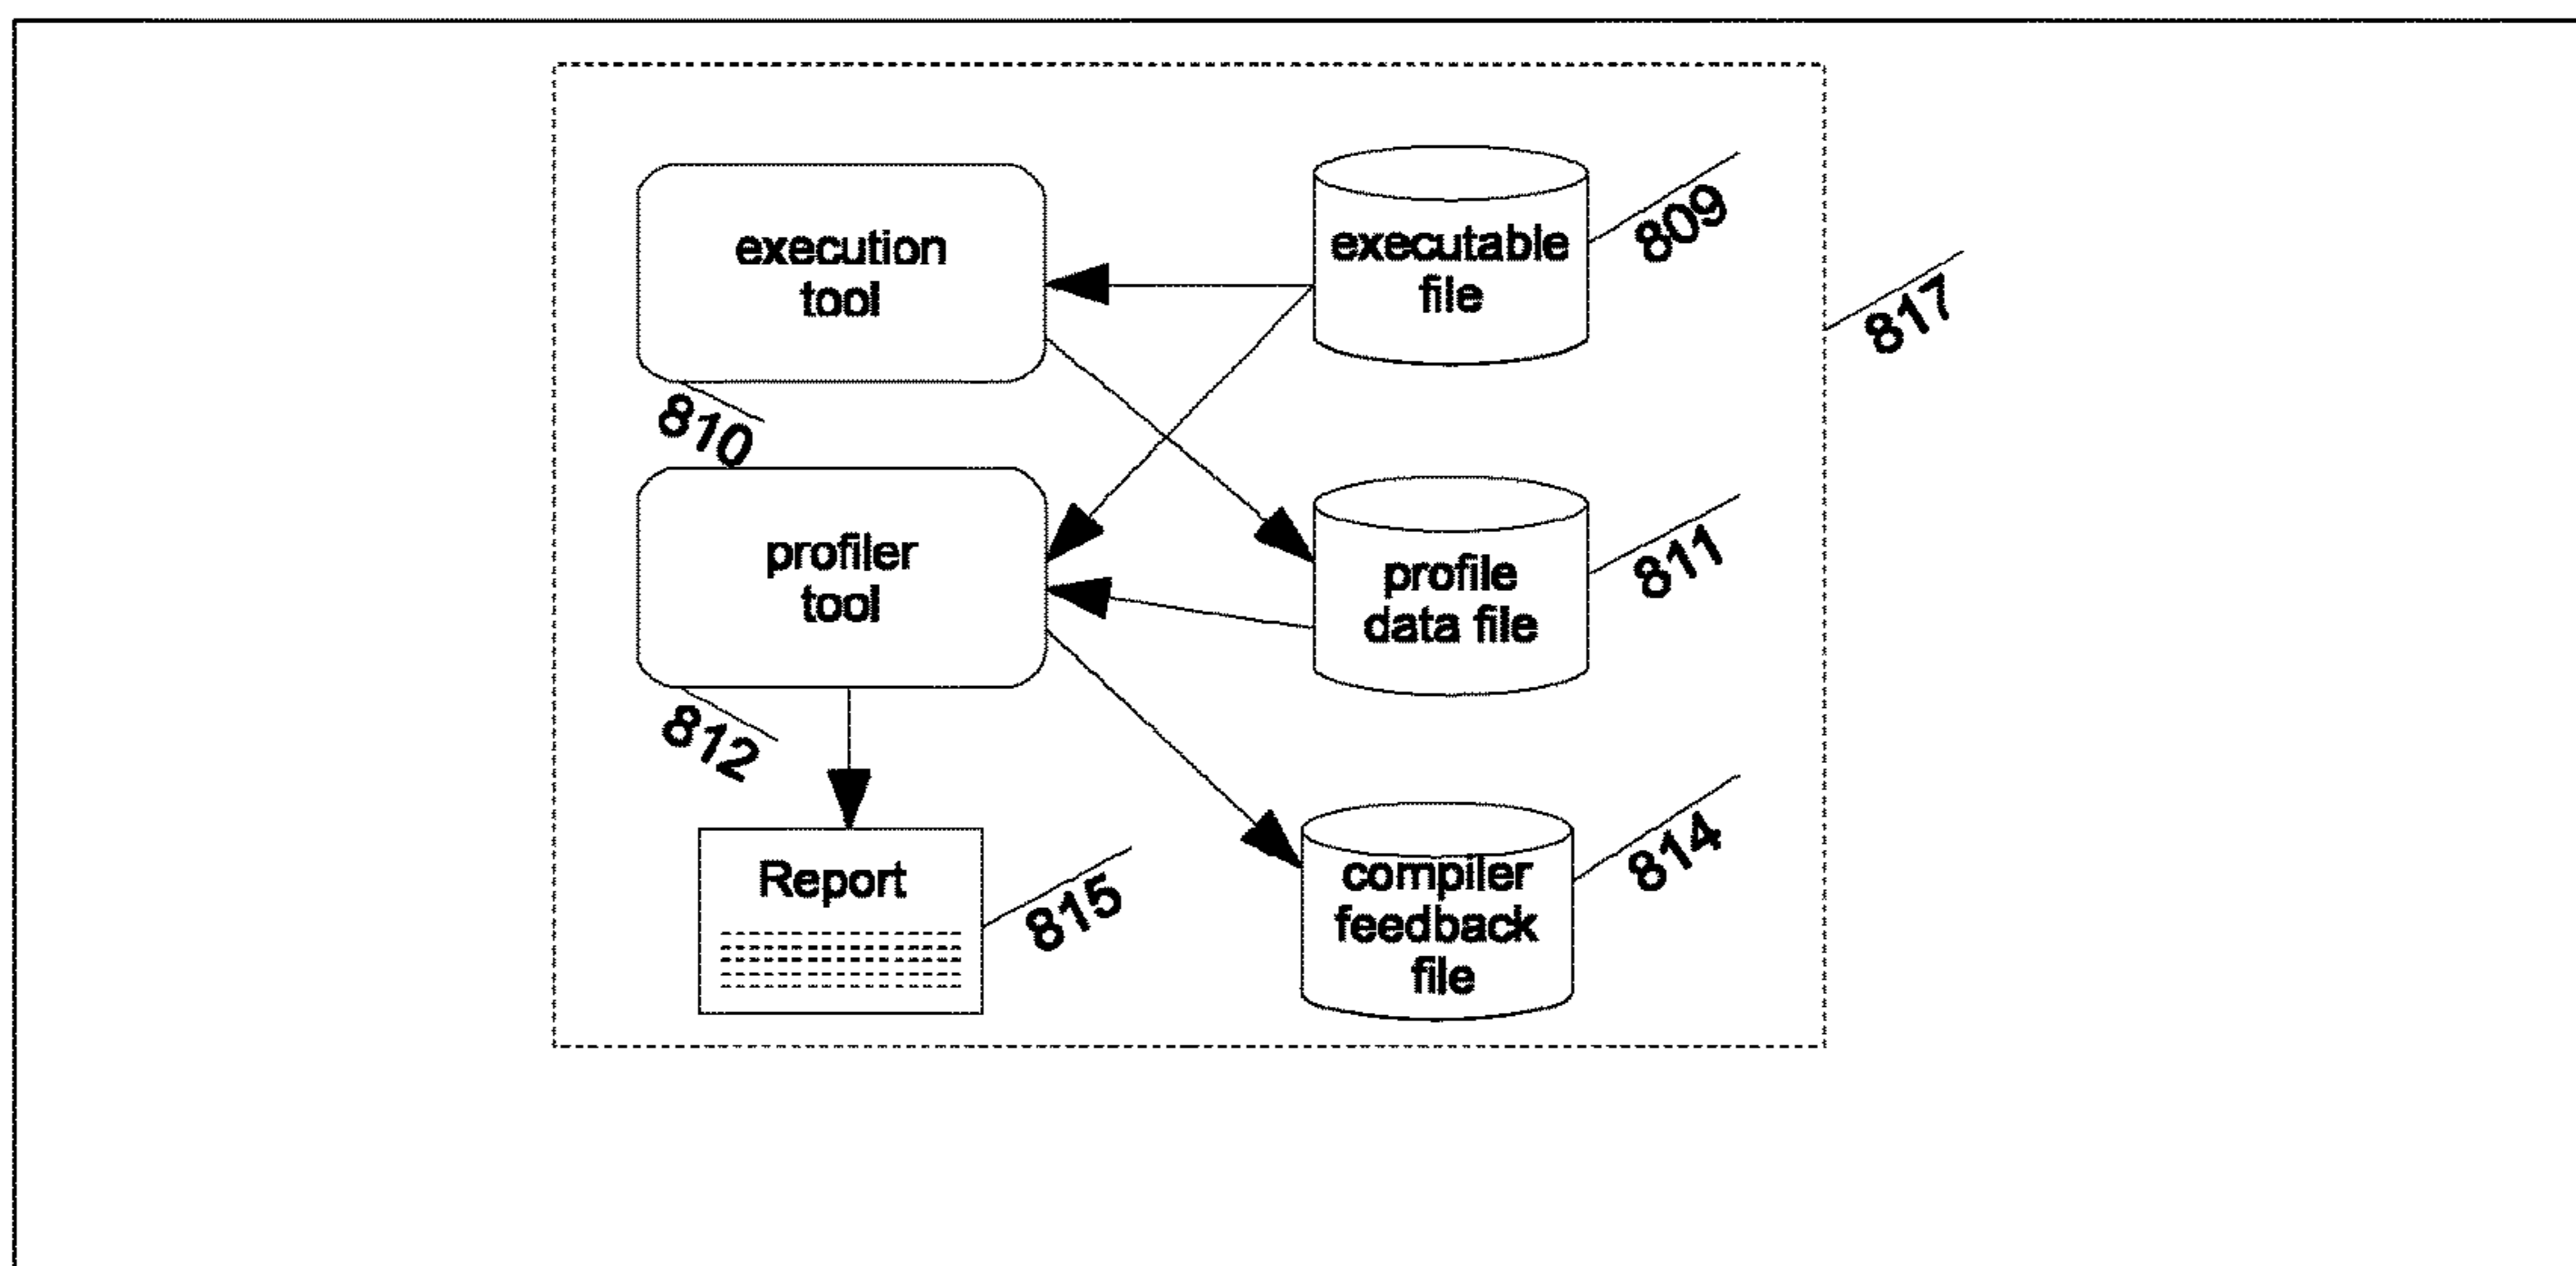 execution
tool
810
executable
file
809
817
profiler
tool
812
profile
data file
811
Report
815
compiler
feedback
file
814